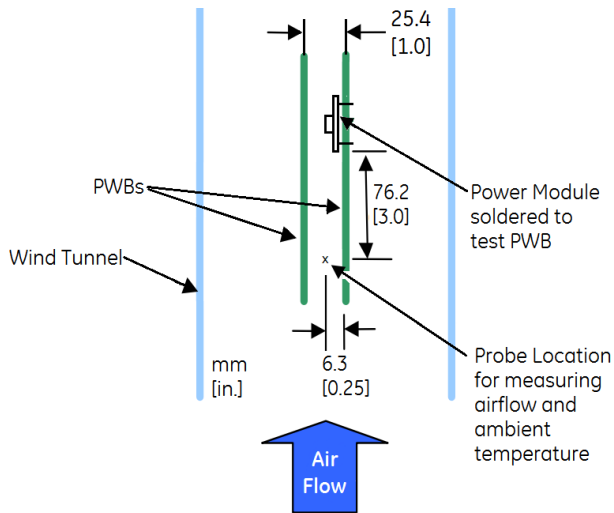 25.4
[1.0]
PWBs
76.2
[3.0]
Power Module
soldered to
test PWB
Wind Tunnel
x
mm
[in.]
6.3
[0.25]
Probe Location
for measuring
airflow and
ambient
temperature
Air
Flow